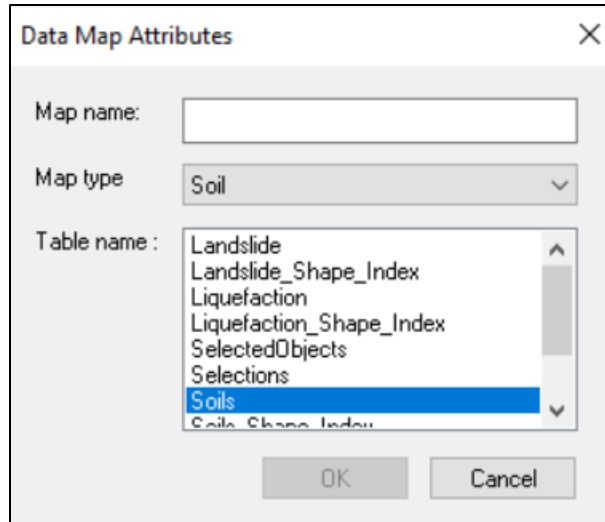 Data Map Attributes
Map name:
Map type
Soil
Table name :
Landslide
Landslide_Shape_Index
Liquefaction
Liquefaction_Shape_Index
SelectedObjects
Selections
Soils
Soils_Shape_Index
OK
Cancel